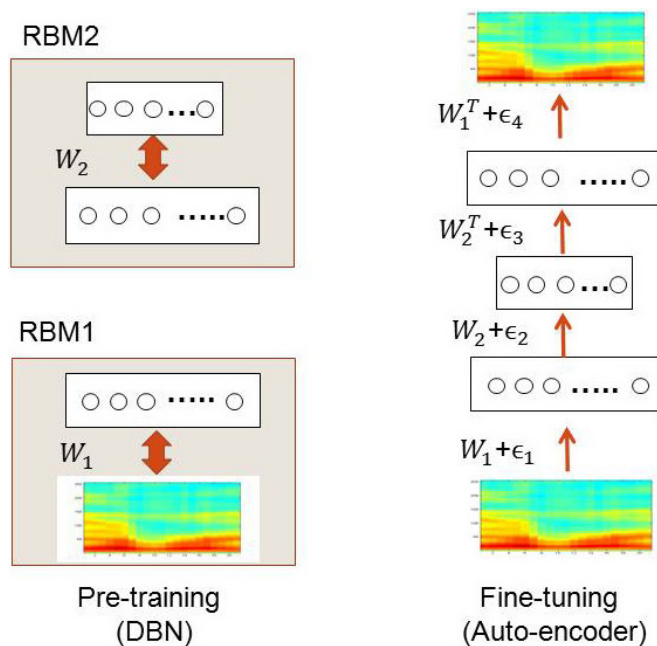 RBM2
W₂
RBM1
W₁
Pre-training
(DBN)
W₁ᵀ+ϵ₄
W₂ᵀ+ϵ₃
W₂+ϵ₂
W₁+ϵ₁
Fine-tuning
(Auto-encoder)